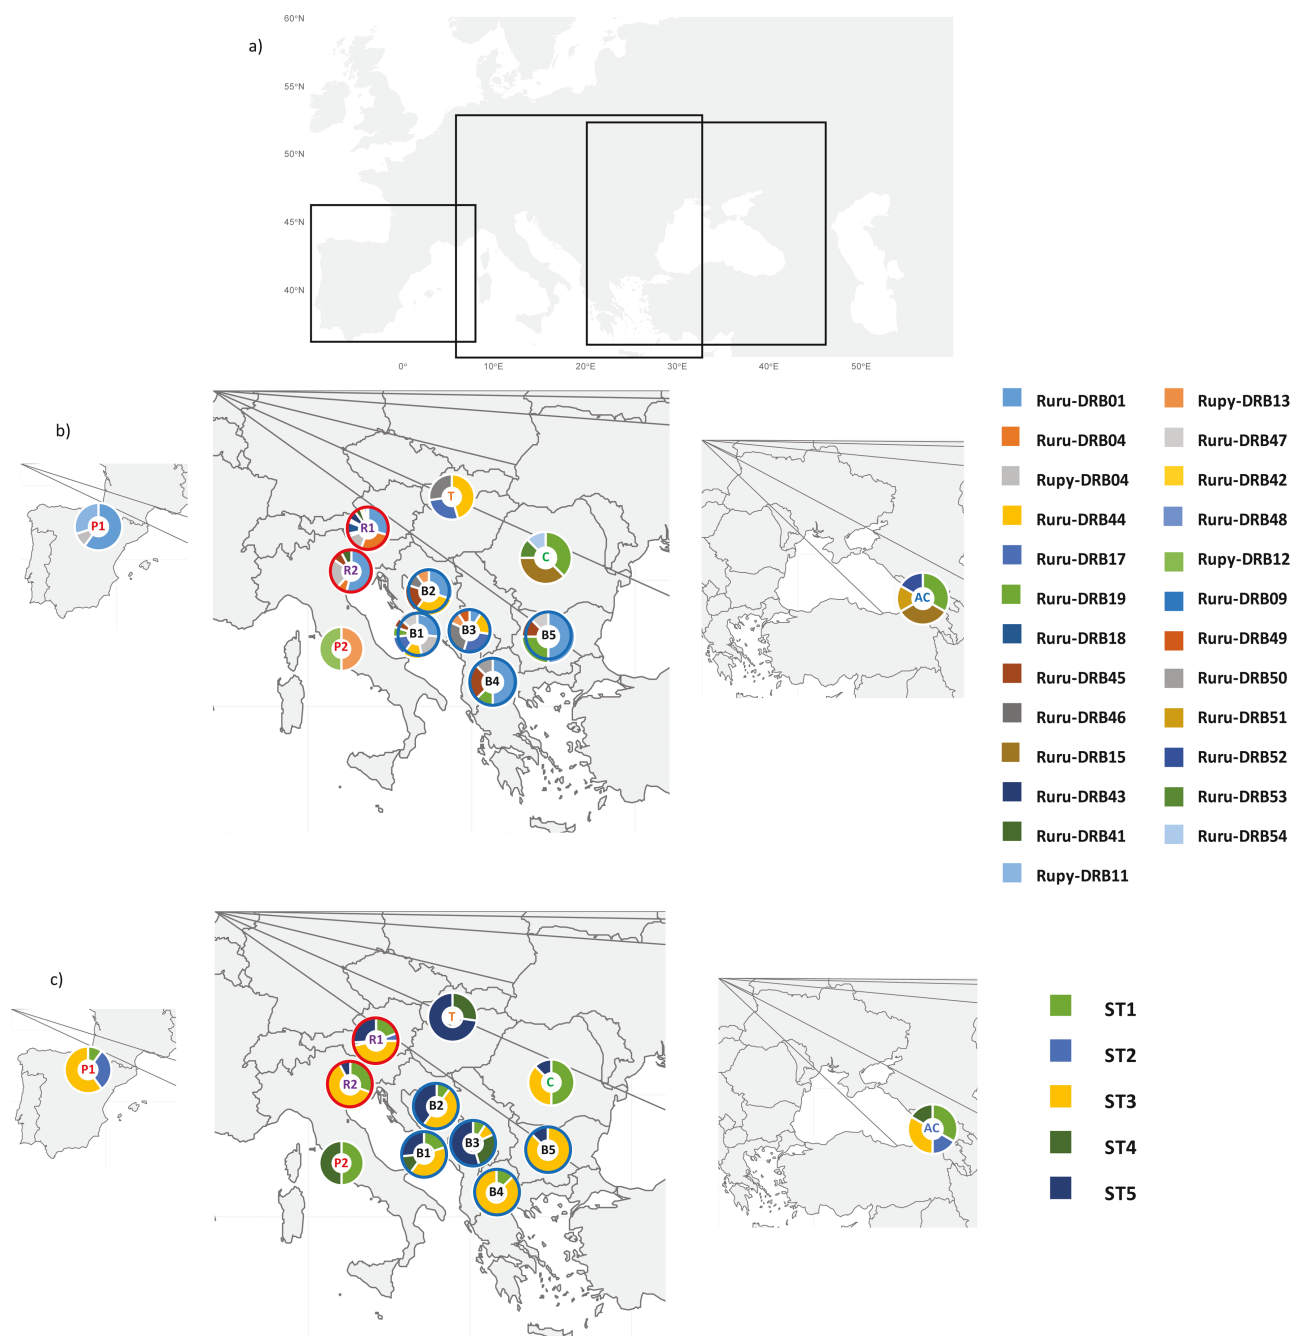 a)
60°N
55°N
50°N
45°N
40°N
0°
10°E
20°E
30°E
40°E
50°E
b)
P1
T
R1
R2
C
B2
B3
B1
B5
P2
B4
AC
Ruru-DRB01
Ruru-DRB04
Rupy-DRB04
Ruru-DRB44
Ruru-DRB17
Ruru-DRB19
Ruru-DRB18
Ruru-DRB45
Ruru-DRB46
Ruru-DRB15
Ruru-DRB43
Ruru-DRB41
Rupy-DRB11
Rupy-DRB13
Ruru-DRB47
Ruru-DRB42
Ruru-DRB48
Rupy-DRB12
Ruru-DRB09
Ruru-DRB49
Ruru-DRB50
Ruru-DRB51
Ruru-DRB52
Ruru-DRB53
Ruru-DRB54
c)
P1
T
R1
R2
C
B2
B3
B1
B5
P2
B4
AC
ST1
ST2
ST3
ST4
ST5